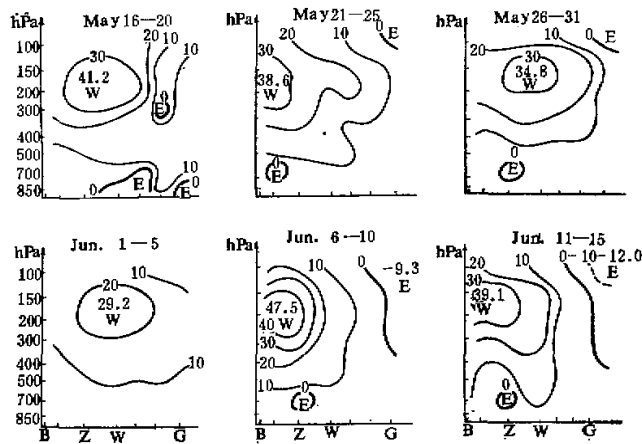 hPa May 16—20
20 10
100
30 10
150
41.2
200 W 0
300 E
400
500
700 10
850 0 E E 0
May 21—25
0 E
10
20
30
38.6
W
0
E
hPa May 26—31
20 10 0 E
30
34.8
W
0
E
hPa Jun. 1—5
100 10
20
150
29.2
200 W
300
400 10
500
700
850
B Z W G
hPa Jun. 6—10
10 0
-9.3
E
47.5
40 W
30
20
10 0
E
B Z W G
hPa Jun. 11—15
0-10-12.0
10 E
20
30
39.1
W
0
E
B Z W G